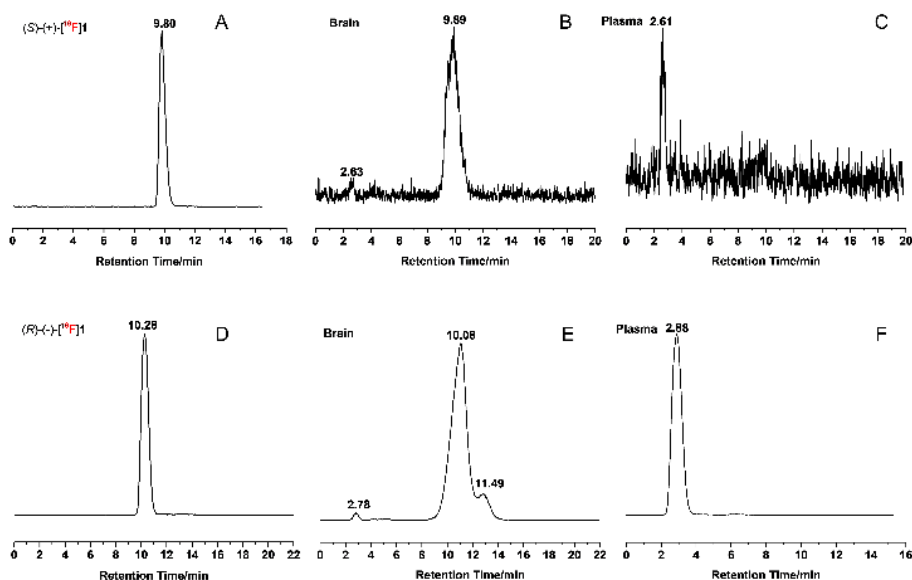 (S)-(+)-[¹⁸F]1
9.80
A
0 2 4 6 8 10 12 14 16 18
Retention Time/min
Brain
9.89
B
2.63
0 2 4 6 8 10 12 14 16 18 20
Retention Time/min
Plasma
2.61
C
0 2 4 6 8 10 12 14 16 18 20
Retention Time/min
(R)-(-)-[¹⁸F]1
10.28
D
0 2 4 6 8 10 12 14 16 18 20 22
Retention Time/min
Brain
10.08
E
2.78
11.49
0 2 4 6 8 10 12 14 16 18 20 22
Retention Time/min
Plasma
2.88
F
0 2 4 6 8 10 12 14 16
Retention Time/min